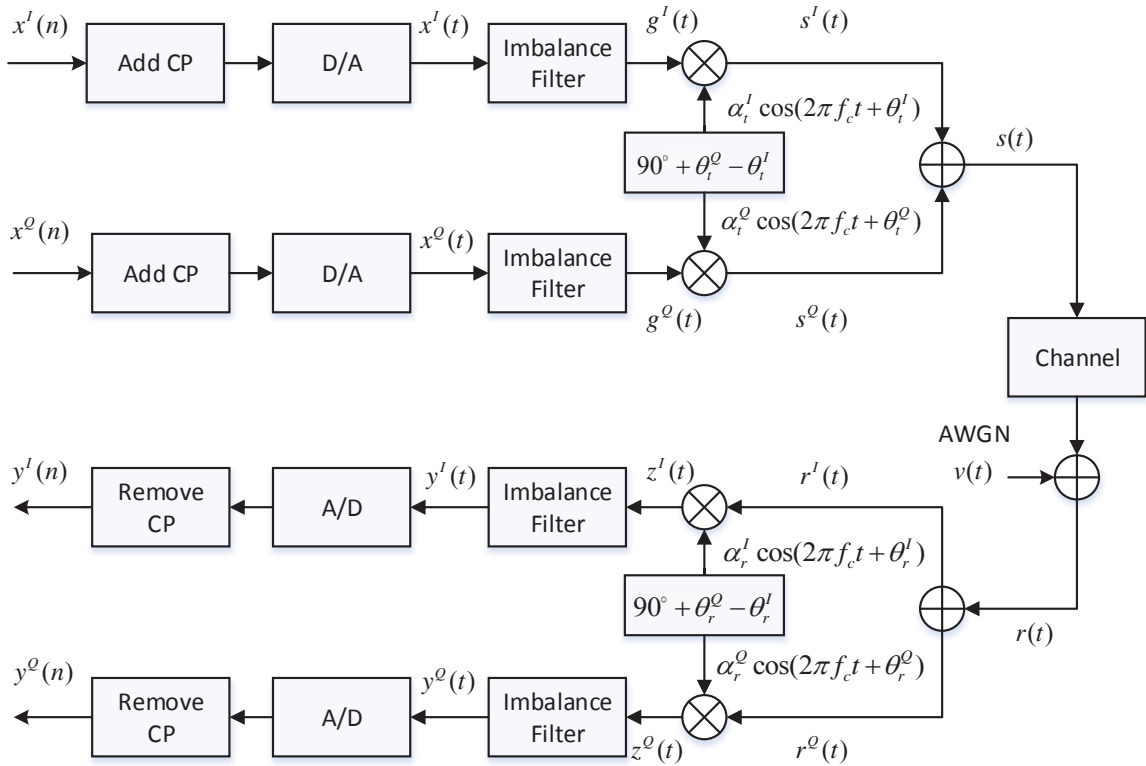 x^I(n)
Add CP
D/A
x^I(t)
Imbalance
Filter
g^I(t)
s^I(t)
α_t^I cos(2πf_c t + θ_t^I)
90° + θ_t^Q − θ_t^I
s(t)
α_t^Q cos(2πf_c t + θ_t^Q)
x^Q(n)
Add CP
D/A
x^Q(t)
Imbalance
Filter
g^Q(t)
s^Q(t)
Channel
AWGN
v(t)
y^I(n)
Remove
CP
A/D
y^I(t)
Imbalance
Filter
z^I(t)
r^I(t)
α_r^I cos(2πf_c t + θ_r^I)
90° + θ_r^Q − θ_r^I
r(t)
α_r^Q cos(2πf_c t + θ_r^Q)
y^Q(n)
Remove
CP
A/D
y^Q(t)
Imbalance
Filter
z^Q(t)
r^Q(t)